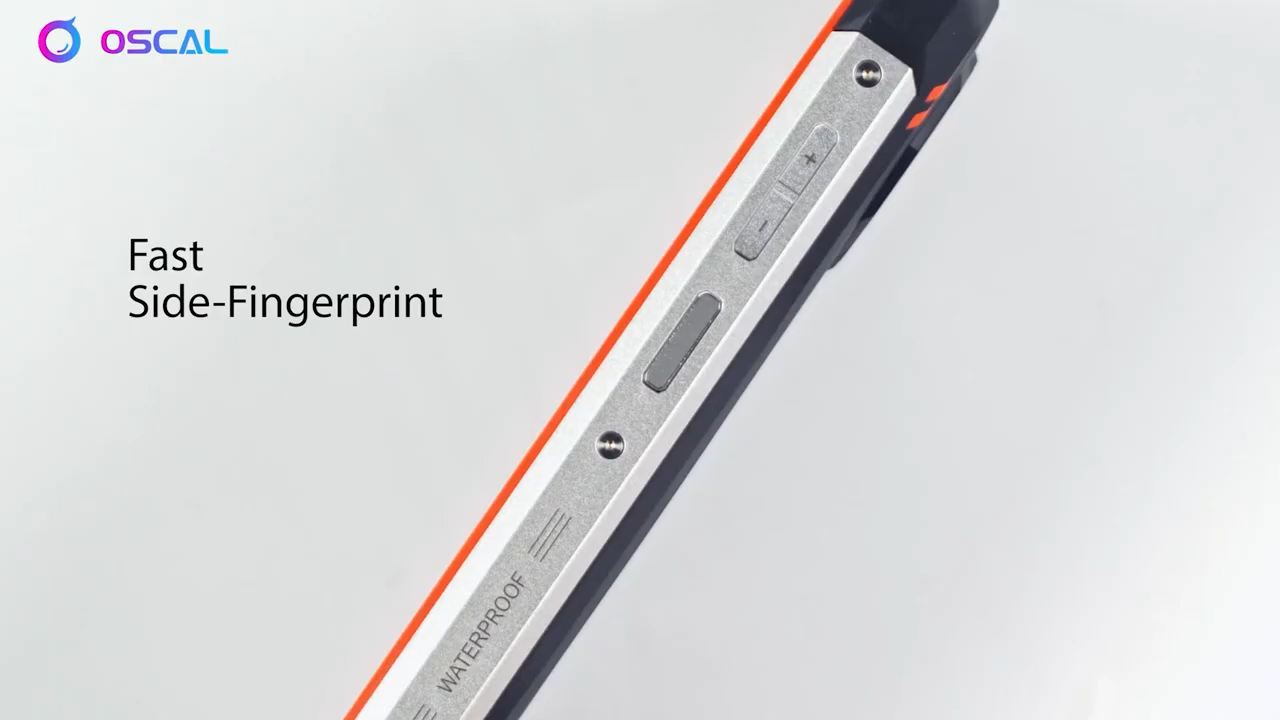 OSCAL
Fast
Side-Fingerprint
+
-
WATERPROOF